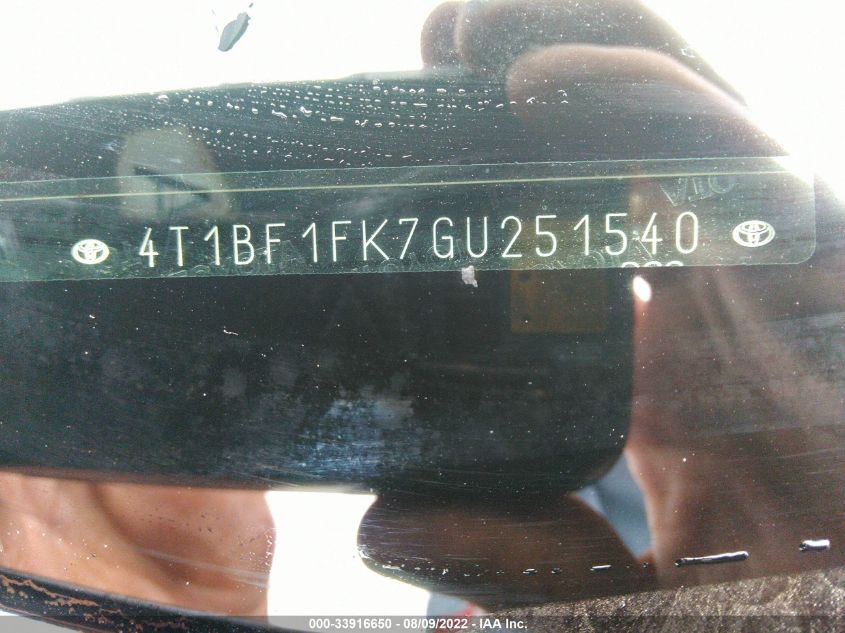 4T1BF1FK7GU251540
000-33916650 - 08/09/2022 - IAA Inc.